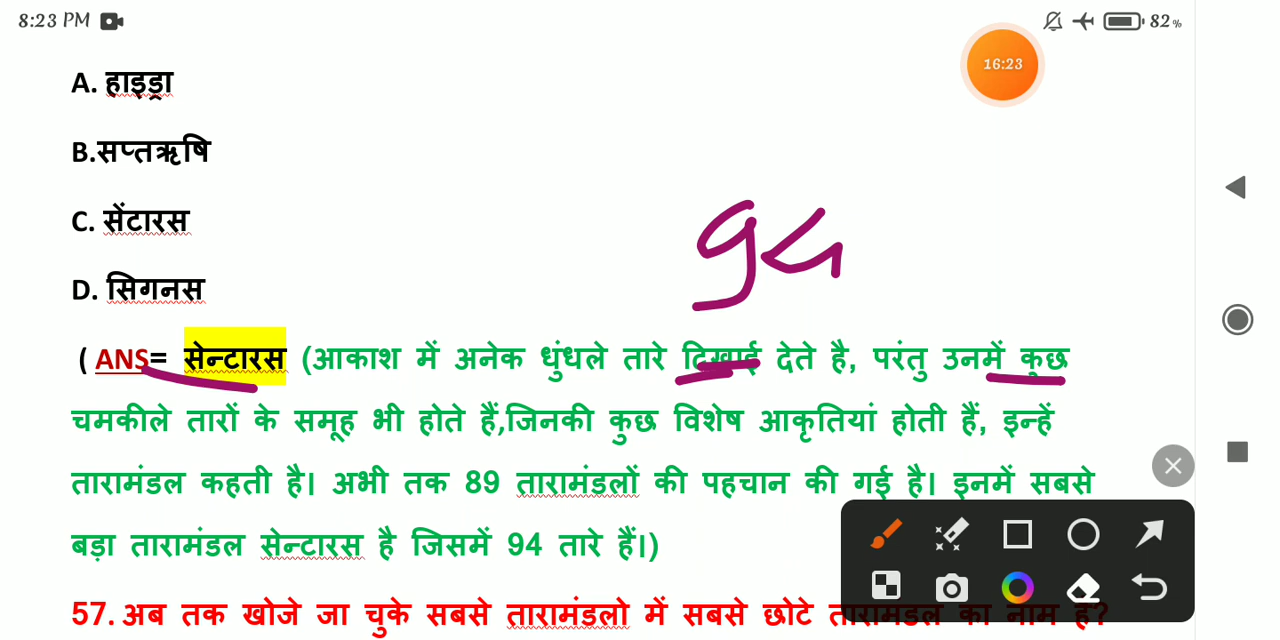 8:23 PM
82%
16:23
A. हाइड्रा
B.सप्तऋषि
C. सेंटारस
D. सिगनस
94
( ANS= सेन्टारस (आकाश में अनेक धुंधले तारे दिखाई देते है, परंतु उनमें कुछ
चमकीले तारों के समूह भी होते हैं,जिनकी कुछ विशेष आकृतियां होती हैं, इन्हें
तारामंडल कहती है। अभी तक 89 तारामंडलों की पहचान की गई है। इनमें सबसे
बड़ा तारामंडल सेन्टारस है जिसमें 94 तारे हैं।)
57. अब तक खोजे जा चुके सबसे तारामंडलो में सबसे छोटे तारामंडल का नाम है?